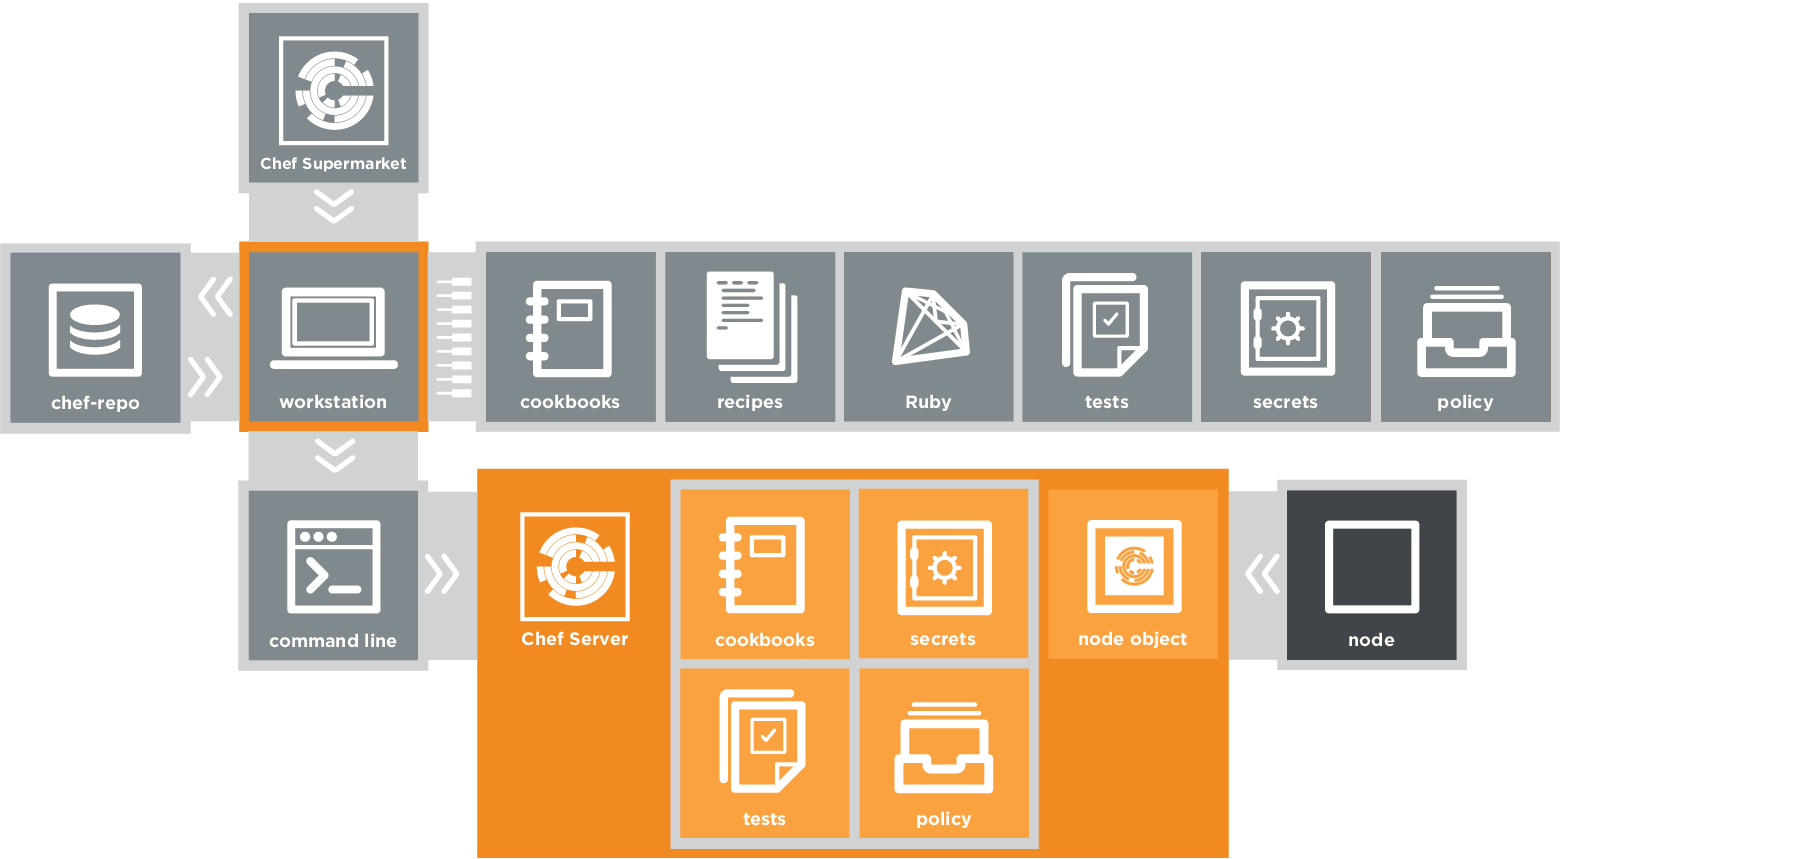 Chef Supermarket
chef-repo
workstation
cookbooks
recipes
Ruby
tests
secrets
policy
command line
Chef Server
cookbooks
secrets
node object
node
tests
policy